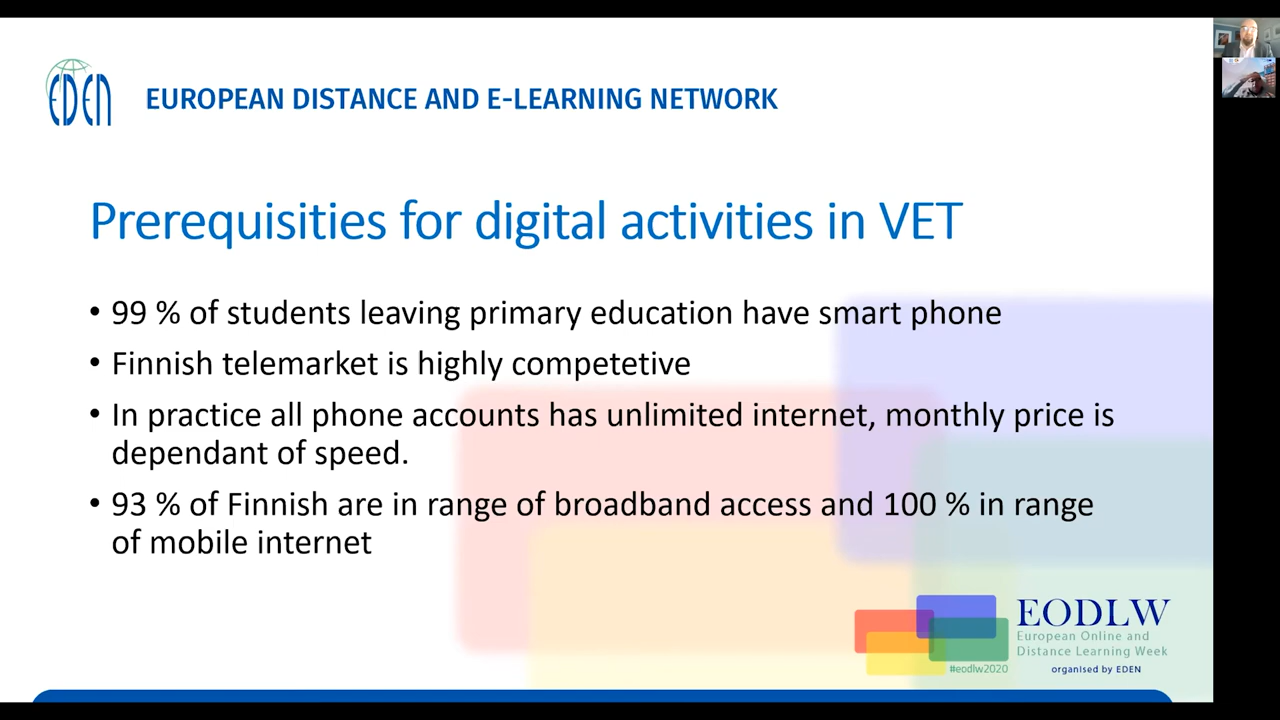 EDEN
EUROPEAN DISTANCE AND E-LEARNING NETWORK
Prerequisities for digital activities in VET
• 99 % of students leaving primary education have smart phone
• Finnish telemarket is highly competetive
• In practice all phone accounts has unlimited internet, monthly price is
dependant of speed.
• 93 % of Finnish are in range of broadband access and 100 % in range
of mobile internet
EODLW
European Online and
Distance Learning Week
#eodlw2020
organised by EDEN